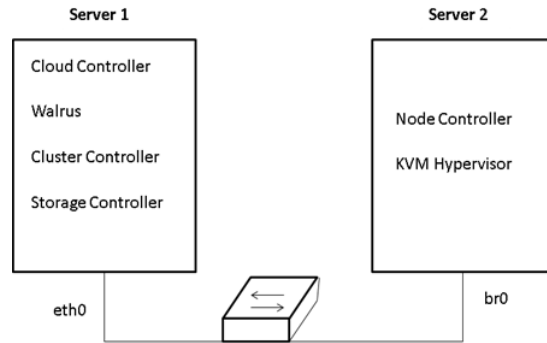 Server 1
Server 2
Cloud Controller
Walrus
Cluster Controller
Storage Controller
Node Controller
KVM Hypervisor
eth0
br0